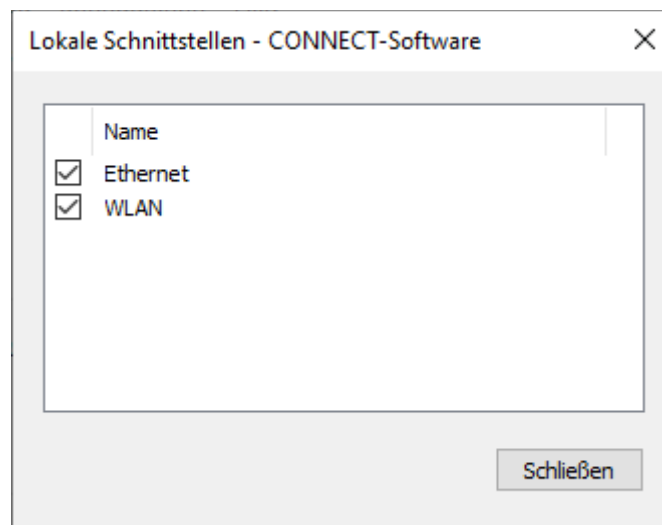 Lokale Schnittstellen - CONNECT-Software
Name
Ethernet
WLAN
Schließen